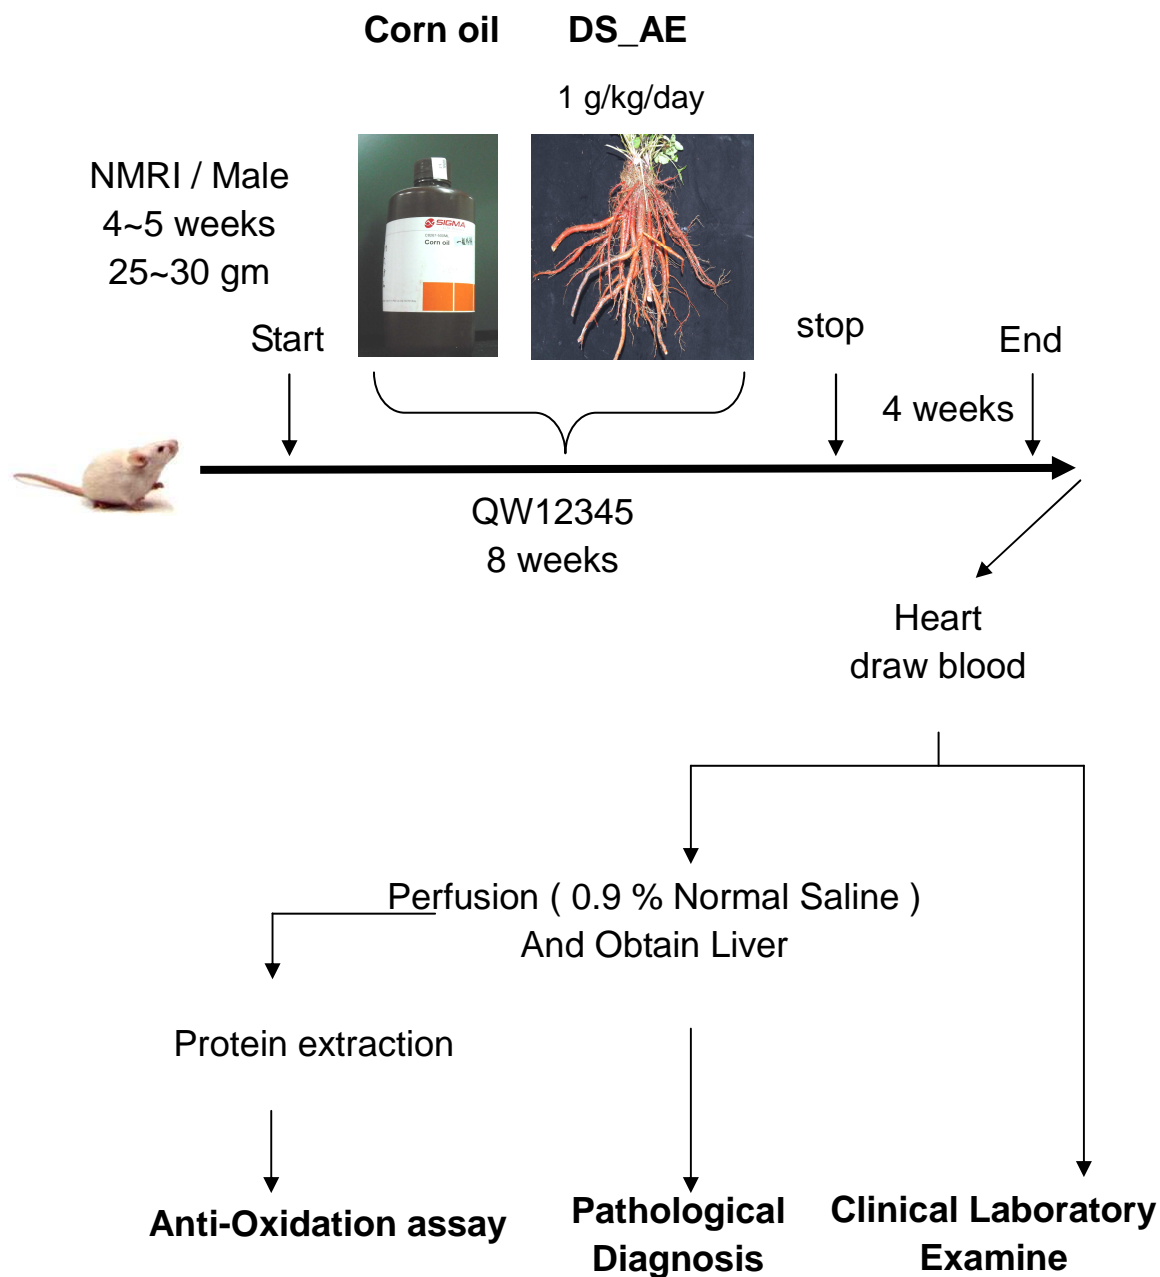 Corn oil DS_AE
1 g/kg/day
NMRI / Male
4~5 weeks
25~30 gm
SIGMA
Corn oil
Start
stop
End
4 weeks
QW12345
8 weeks
Heart
draw blood
Perfusion ( 0.9 % Normal Saline )
And Obtain Liver
Protein extraction
Anti-Oxidation assay
Pathological
Diagnosis
Clinical Laboratory
Examine